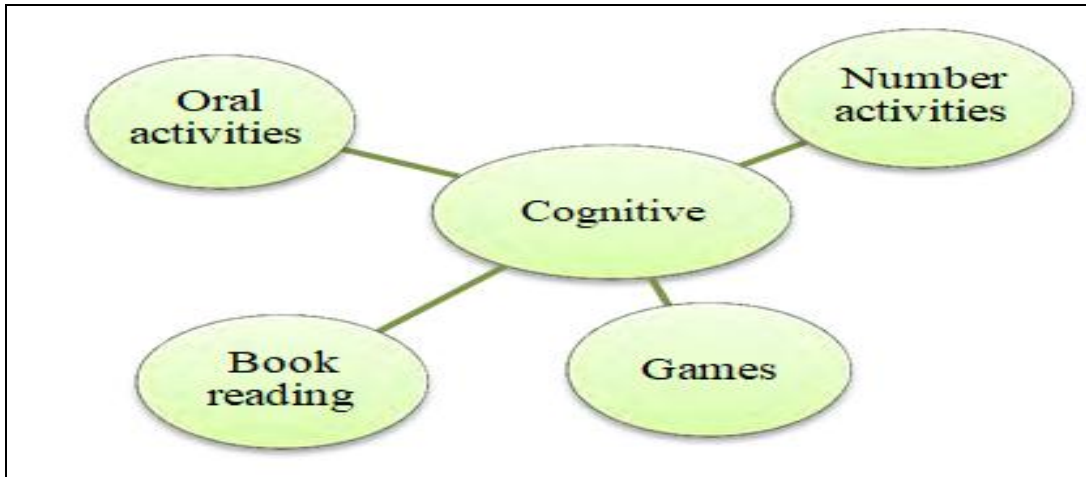 Oral
activities
Number
activities
Cognitive
Book
reading
Games